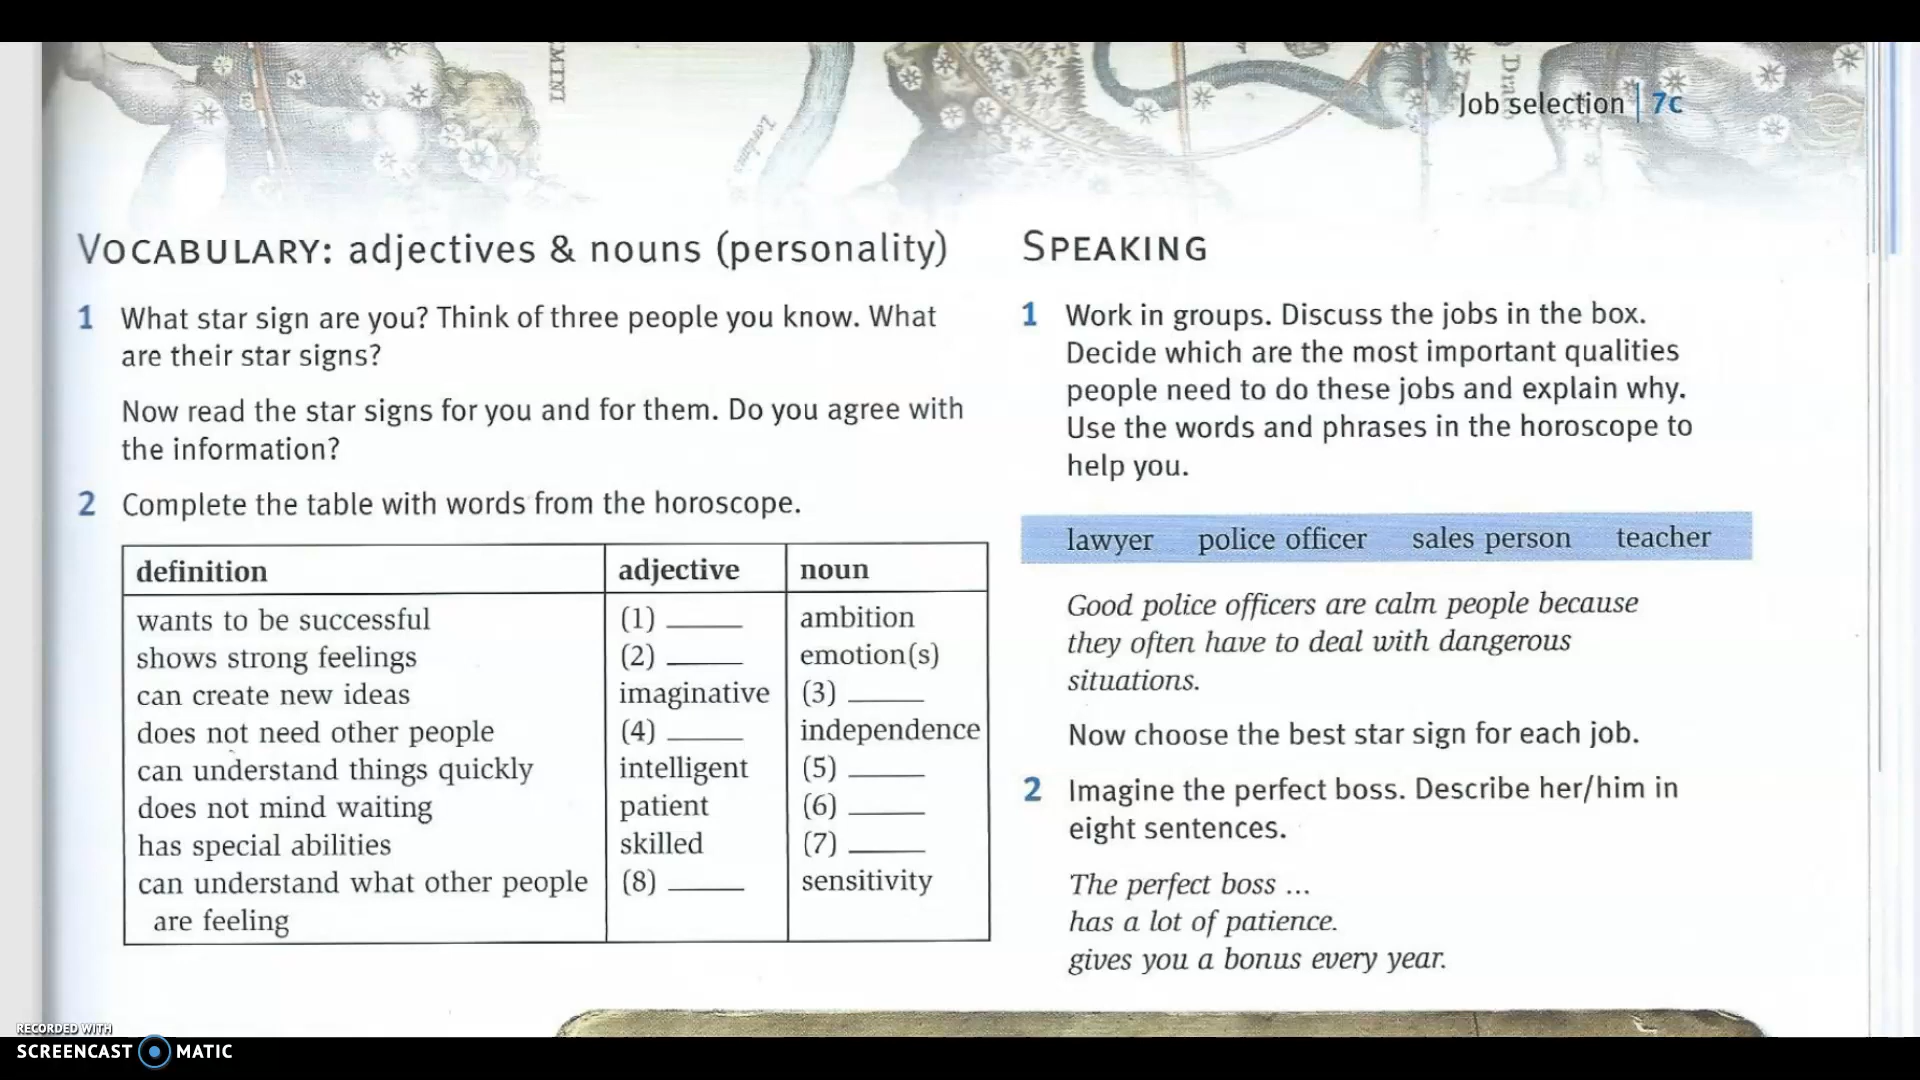 Job selection | 7C
VOCABULARY: adjectives & nouns (personality)
1 What star sign are you? Think of three people you know. What
are their star signs?
Now read the star signs for you and for them. Do you agree with
the information?
2 Complete the table with words from the horoscope.
definition adjective noun
wants to be successful (1) ______ ambition
shows strong feelings (2) ______ emotion(s)
can create new ideas imaginative (3) ______
does not need other people (4) ______ independence
can understand things quickly intelligent (5) ______
does not mind waiting patient (6) ______
has special abilities skilled (7) ______
can understand what other people (8) ______ sensitivity
are feeling
SPEAKING
1 Work in groups. Discuss the jobs in the box.
Decide which are the most important qualities
people need to do these jobs and explain why.
Use the words and phrases in the horoscope to
help you.
lawyer police officer sales person teacher
Good police officers are calm people because
they often have to deal with dangerous
situations.
Now choose the best star sign for each job.
2 Imagine the perfect boss. Describe her/him in
eight sentences.
The perfect boss ...
has a lot of patience.
gives you a bonus every year.
RECORDED WITH
SCREENCAST MATIC